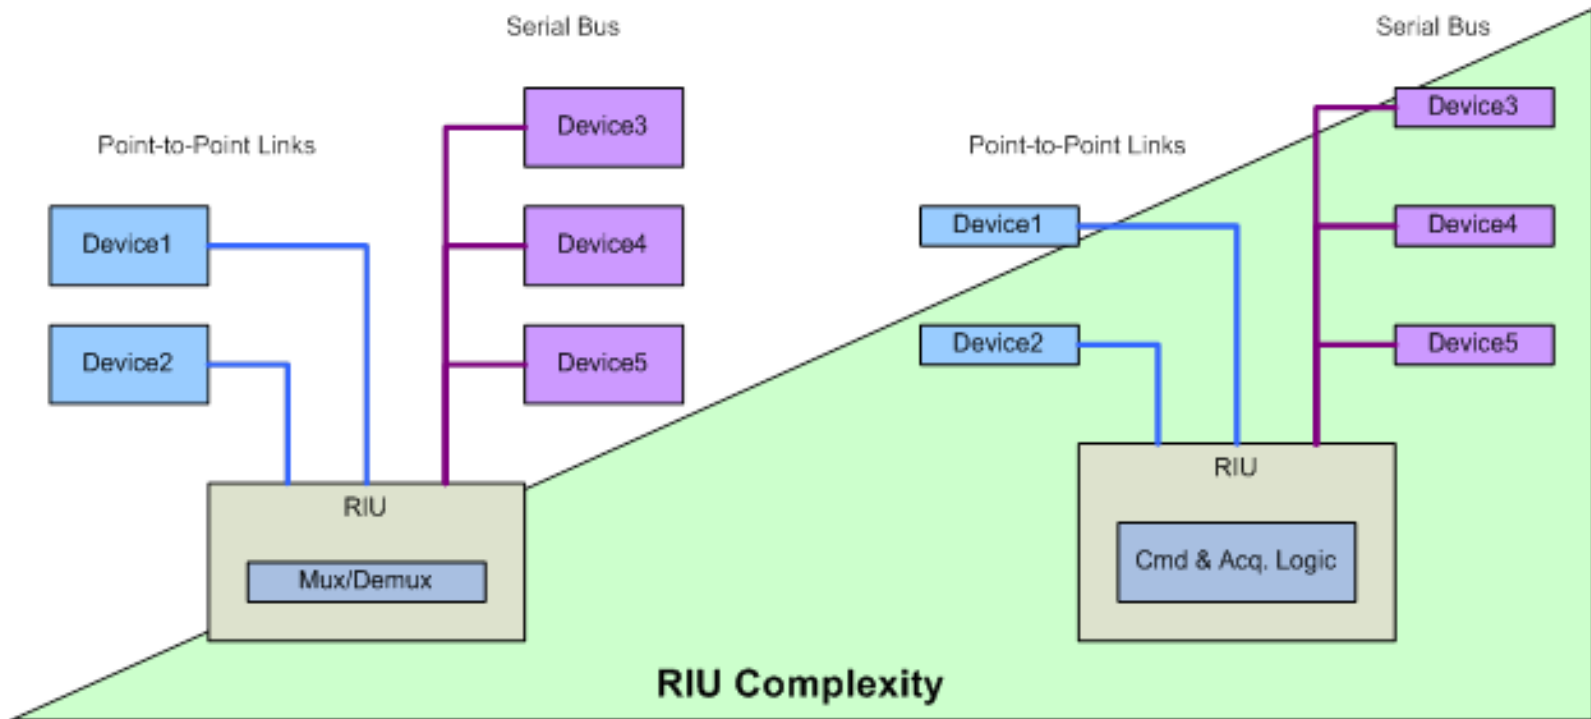 Serial Bus
Serial Bus
Device3
Device3
Point-to-Point Links
Point-to-Point Links
Device1
Device4
Device1
Device4
Device2
Device5
Device2
Device5
RIU
RIU
Mux/Demux
Cmd & Acq. Logic
RIU Complexity